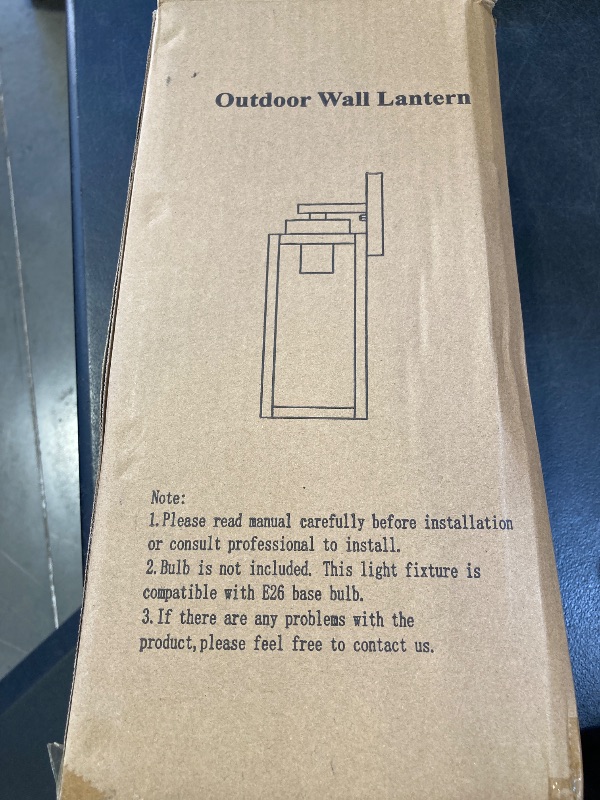 Outdoor Wall Lantern
Note:
1. Please read manual carefully before installation
or consult professional to install.
2. Bulb is not included. This light fixture is
compatible with E26 base bulb.
3. If there are any problems with the
product, please feel free to contact us.